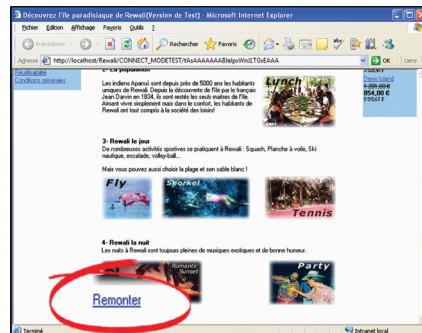 Découvrez l'île paradisiaque de Rewali(Version de Test) - Microsoft Internet Explorer
Fichier Edition Affichage Favoris Outils ?
Précédente Rechercher Favoris
Adresse http://localhost/Rewali/CONNECT_MODETEST/tAsAAAAAAABJelpxWnJ1TGxEAAA OK Liens
Réutilisabilité
Conditions générales
2- La population
Les indiens Apanui sont depuis près de 5000 ans les habitants
uniques de Rewali. Depuis la découverte de l'île par le français
Jean Darvin en 1834, ils sont restés les seuls maitres de l'île.
Aimant vivre simplement mais dans le confort, les habitants de
Rewali ont tout compris à la société des loisirs!
Lunch
Denis Island
1 201,00 €
854,00 €
3- Rewali le jour
De nombreuses activités sportives se pratiquent à Rewali : Squash, Planche à voile, Ski
nautique, escalade, volley-ball...
Mais vous pouvez aussi choisir la plage et son sable blanc !
Fly
Snorkel
Tennis
4- Rewali la nuit
Les nuits à Rewali sont toujours pleines de musiques exotiques et de bonne humeur.
Romantic
Sunset
Party
Remonter
Terminé
Intranet local